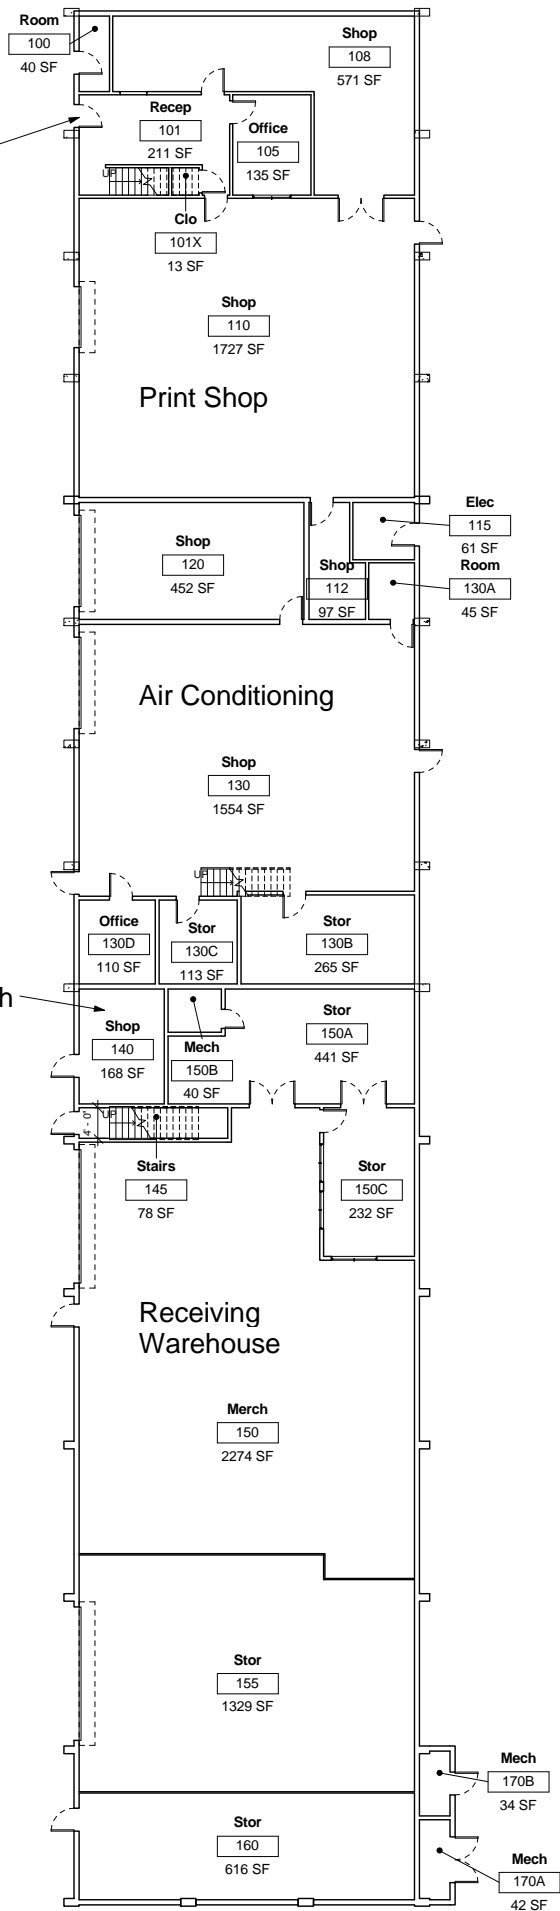 Room
100
40 SF
Shop
108
571 SF
Recep
101
211 SF
Office
105
135 SF
UP
Clo
101X
13 SF
Shop
110
1727 SF
Print Shop
Elec
115
61 SF
Shop
120
452 SF
Shop
112
97 SF
Room
130A
45 SF
Air Conditioning
Shop
130
1554 SF
UP
Office
130D
110 SF
Stor
130C
113 SF
Stor
130B
265 SF
h
Shop
140
168 SF
Mech
150B
40 SF
Stor
150A
441 SF
UP
4' - 0"
Stairs
145
78 SF
Stor
150C
232 SF
Receiving
Warehouse
Merch
150
2274 SF
Stor
155
1329 SF
Mech
170B
34 SF
Stor
160
616 SF
Mech
170A
42 SF